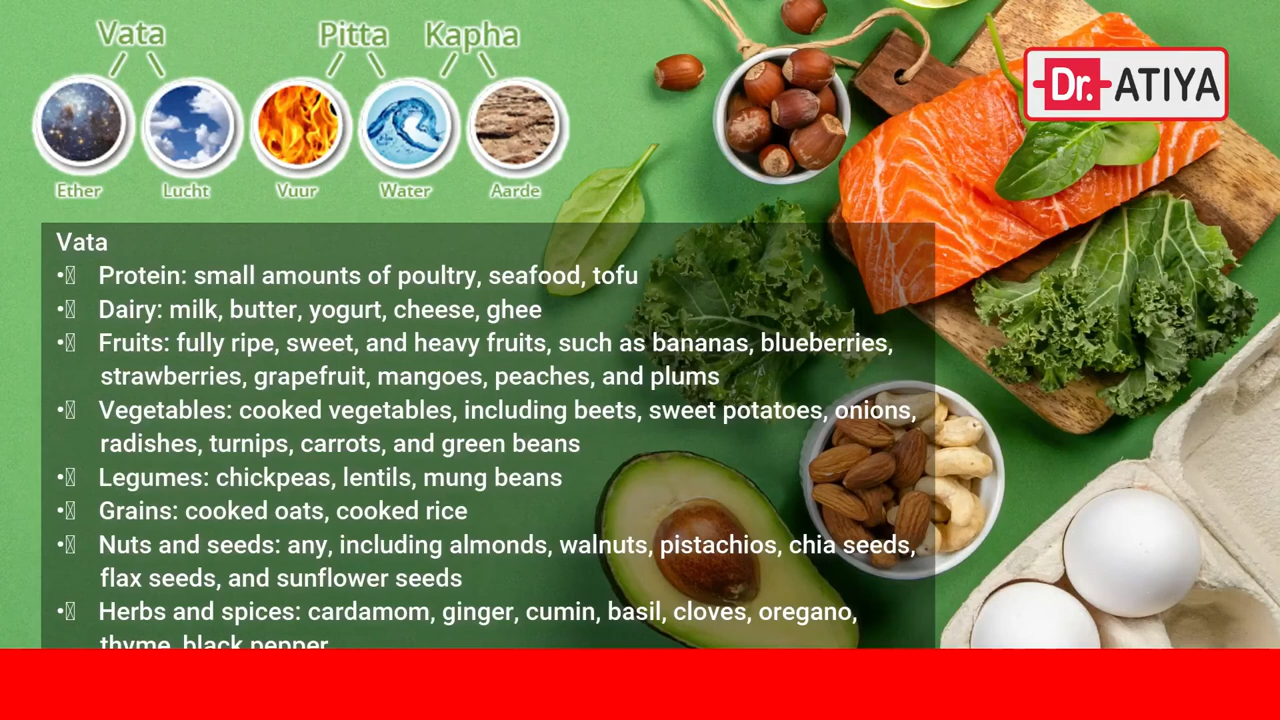 Vata Pitta Kapha
Ether Lucht Vuur Water Aarde
Dr. ATIYA
Vata
• Protein: small amounts of poultry, seafood, tofu
• Dairy: milk, butter, yogurt, cheese, ghee
• Fruits: fully ripe, sweet, and heavy fruits, such as bananas, blueberries,
strawberries, grapefruit, mangoes, peaches, and plums
• Vegetables: cooked vegetables, including beets, sweet potatoes, onions,
radishes, turnips, carrots, and green beans
• Legumes: chickpeas, lentils, mung beans
• Grains: cooked oats, cooked rice
• Nuts and seeds: any, including almonds, walnuts, pistachios, chia seeds,
flax seeds, and sunflower seeds
• Herbs and spices: cardamom, ginger, cumin, basil, cloves, oregano,
thyme, black pepper